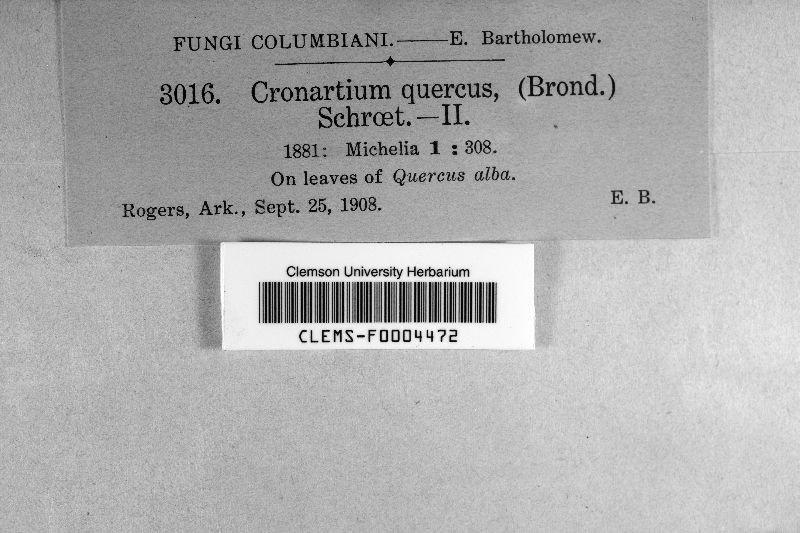 FUNGI COLUMBIANI.—E. Bartholomew.
3016. Cronartium quercus, (Brond.)
Schrœt.—II.
1881: Michelia 1 : 308.
On leaves of Quercus alba.
Rogers, Ark., Sept. 25, 1908. E. B.
Clemson University Herbarium
CLEMS-F0004472